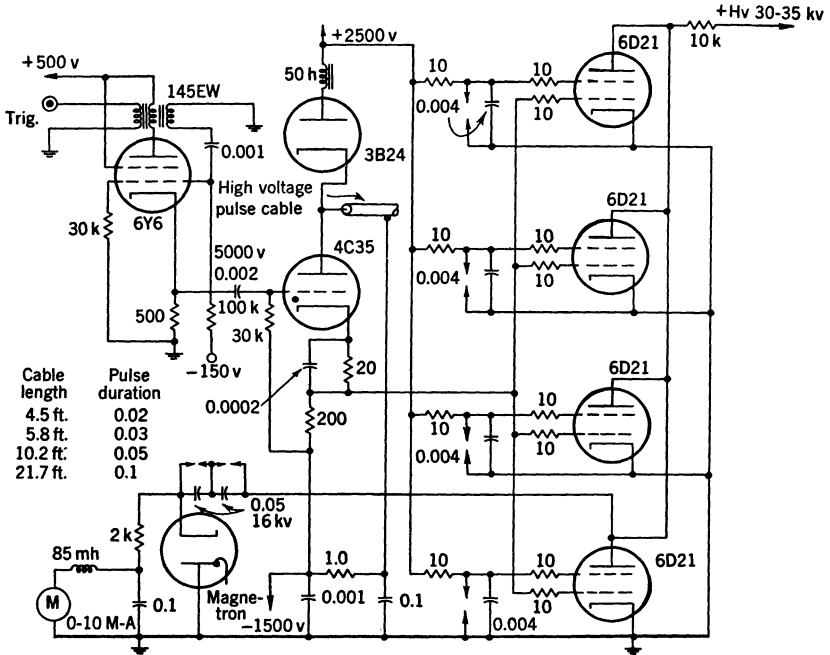 +Hv 30-35 kv
10 k
6D21
+2500 v
+500 v
50 h
145EW
Trig.
10
0.004
10
10
0.001
3B24
High voltage
pulse cable
6Y6
30 k
6D21
10
10
0.004
10
5000 v
0.002
4C35
500
100 k
30 k
-150 v
20
0.0002
200
6D21
10
10
0.004
10
Cable
length
Pulse
duration
4.5 ft. 0.02
5.8 ft. 0.03
10.2 ft. 0.05
21.7 ft. 0.1
0.05
16 kv
2 k
85 mh
M
0-10 M-A
0.1
Magne-
tron
-1500 v
1.0
0.001
0.1
10
10
0.004
10
6D21